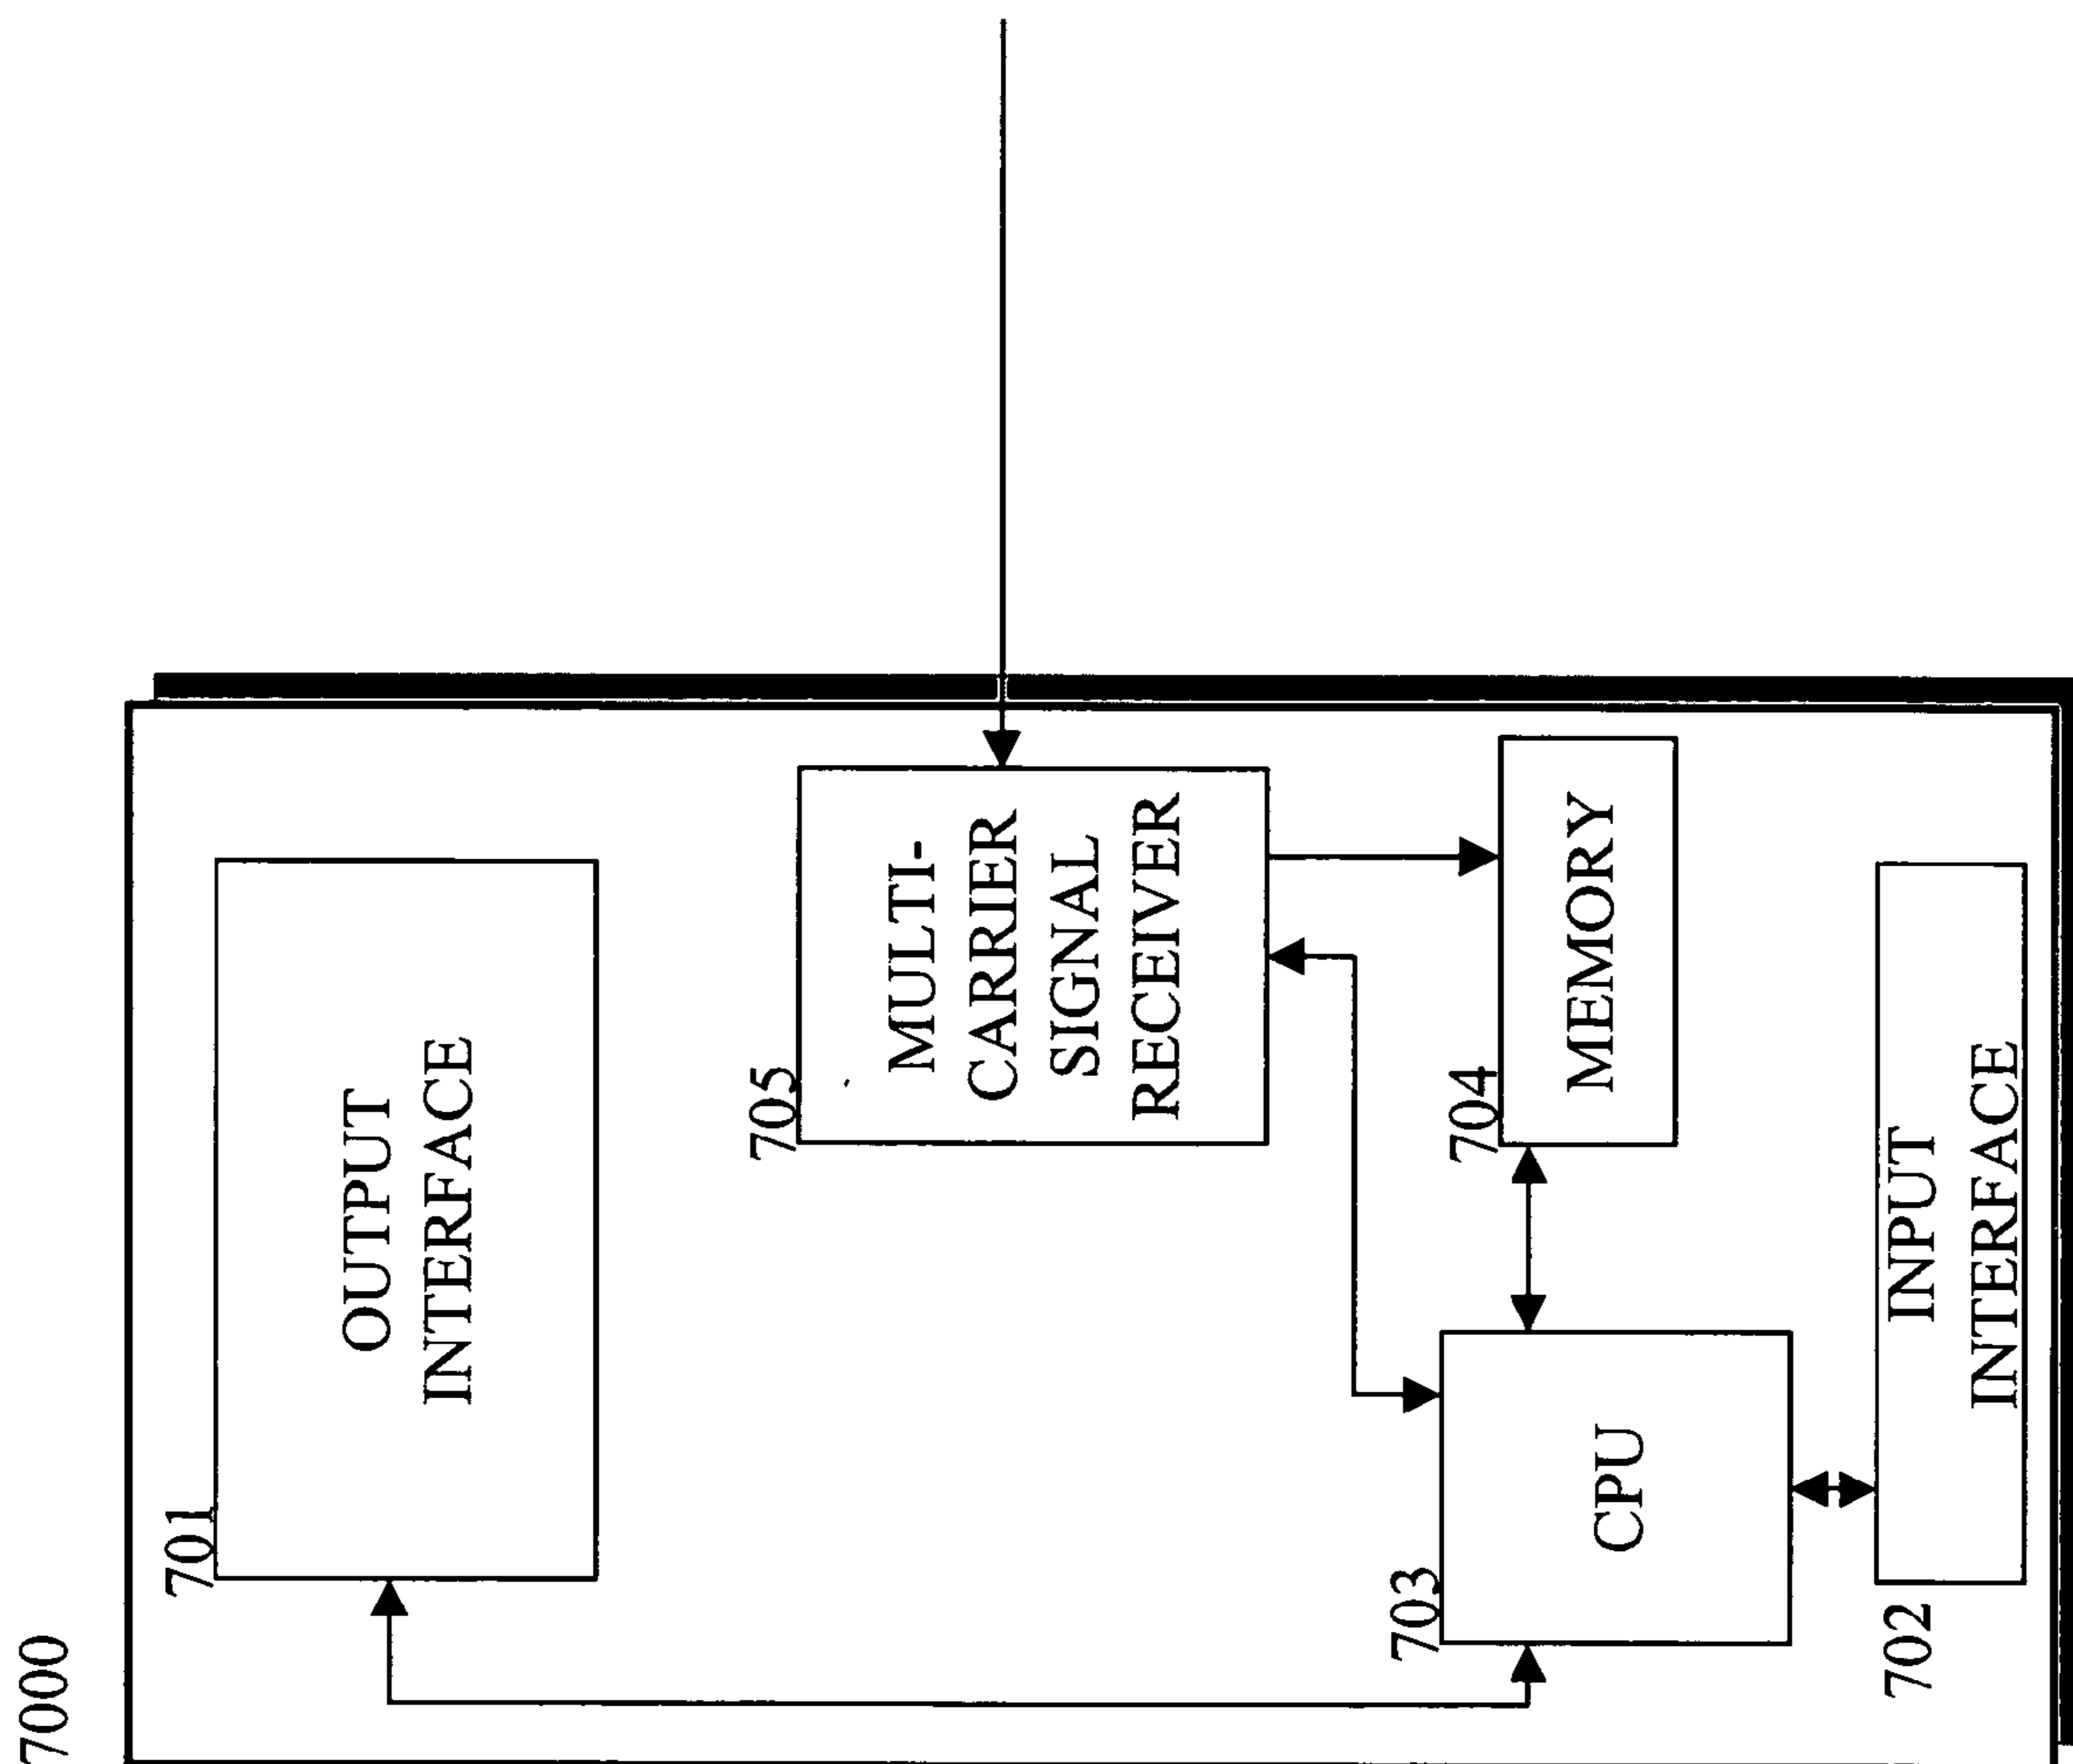 7000
701
OUTPUT
INTERFACE
705
MULTI-
CARRIER
SIGNAL
RECEIVER
703
CPU
704
MEMORY
702
INPUT
INTERFACE